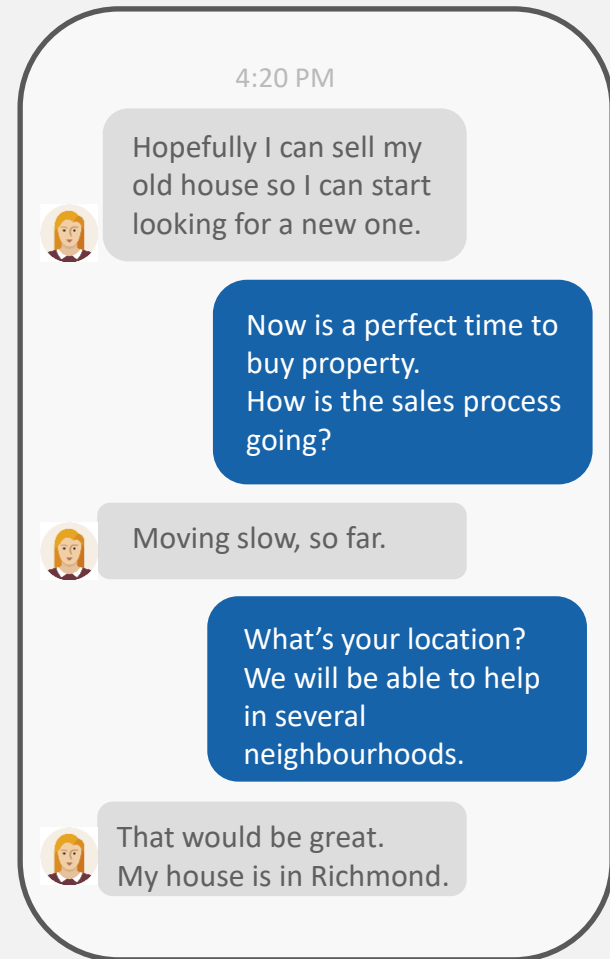 4:20 PM
Hopefully I can sell my
old house so I can start
looking for a new one.
Now is a perfect time to
buy property.
How is the sales process
going?
Moving slow, so far.
What’s your location?
We will be able to help
in several
neighbourhoods.
That would be great.
My house is in Richmond.